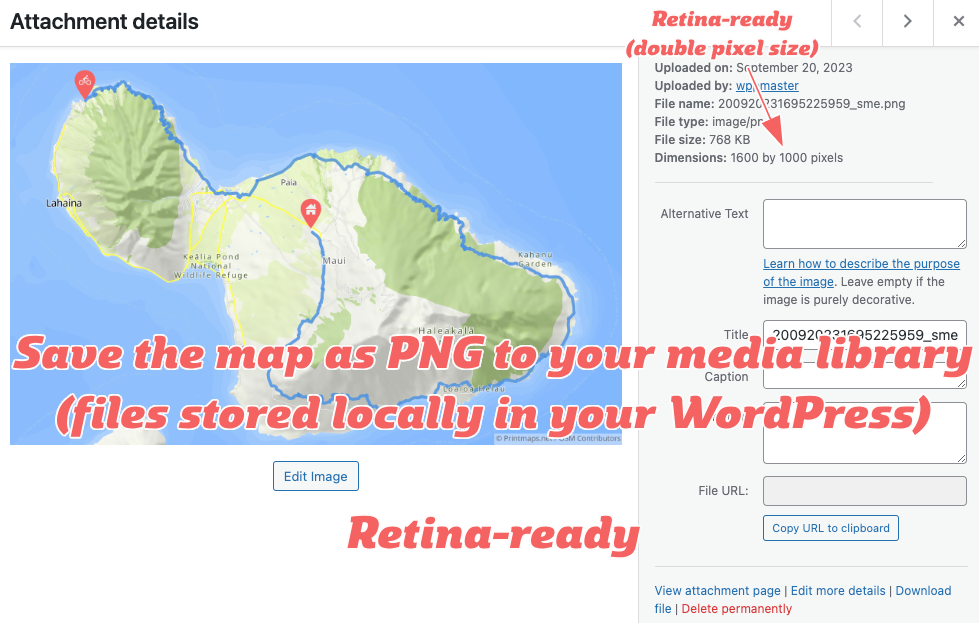 Attachment details
Retina-ready
(double pixel size)
Uploaded on: September 20, 2023
Uploaded by: wp_master
File name: 200920231695225959_sme.png
File type: image/png
File size: 768 KB
Dimensions: 1600 by 1000 pixels
Paia
Lahaina
Keālia Pond
National
Wildlife Refuge
Maui
Kahanu
Garden
Haleakalā
Alternative Text
Learn how to describe the purpose
of the image. Leave empty if the
image is purely decorative.
Title
200920231695225959_sme
Save the map as PNG to your media library
Caption
(files stored locally in your WordPress)
© Printmaps.net / OSM Contributors
Edit Image
File URL:
Copy URL to clipboard
Retina-ready
View attachment page | Edit more details | Download
file | Delete permanently